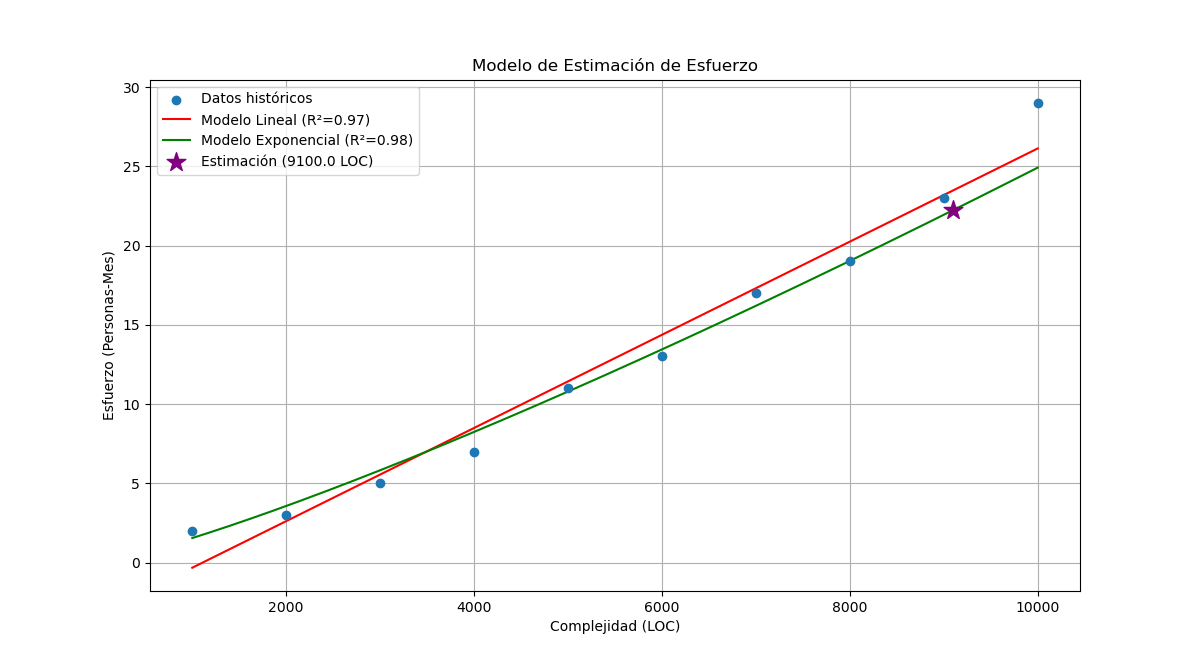 Modelo de Estimación de Esfuerzo
Datos históricos
Modelo Lineal (R²=0.97)
Modelo Exponencial (R²=0.98)
Estimación (9100.0 LOC)
Esfuerzo (Personas-Mes)
30
25
20
15
10
5
0
2000 4000 6000 8000 10000
Complejidad (LOC)